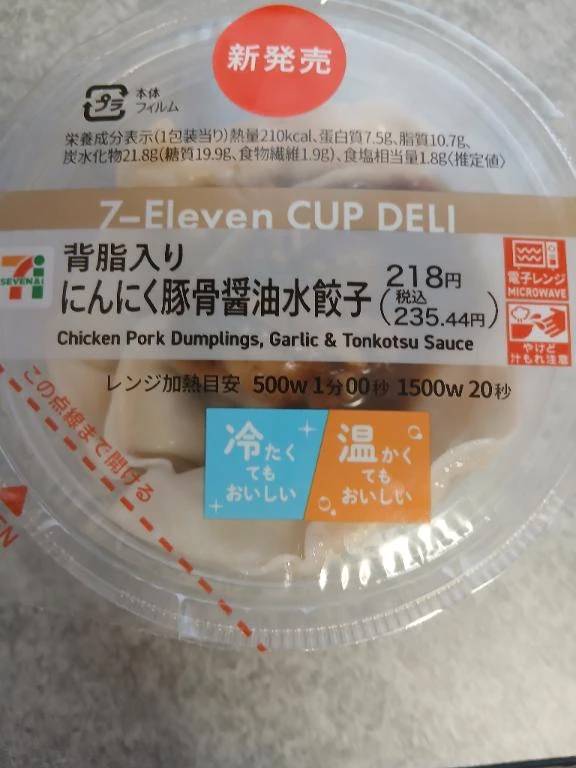 新発売
プラ
本体
フィルム
栄養成分表示(1包装当り)熱量210kcal、蛋白質7.5g、脂質10.7g、
炭水化物21.8g(糖質19.9g、食物繊維1.9g)、食塩相当量1.8g(推定値)
7-Eleven CUP DELI
7
SEVEN&i
背脂入り
にんにく豚骨醤油水餃子
218円
(税込
235.44円)
Chicken Pork Dumplings, Garlic & Tonkotsu Sauce
電子レンジ
MICROWAVE
やけど
汁もれ注意
レンジ加熱目安 500w 1分00秒 1500w 20秒
冷たく
ても
おいしい
温かく
ても
おいしい
この点線まで開ける